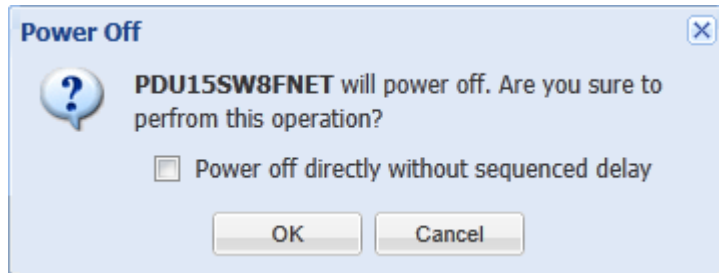 Power Off
PDU15SW8FNET will power off. Are you sure to
perfrom this operation?
Power off directly without sequenced delay
OK
Cancel